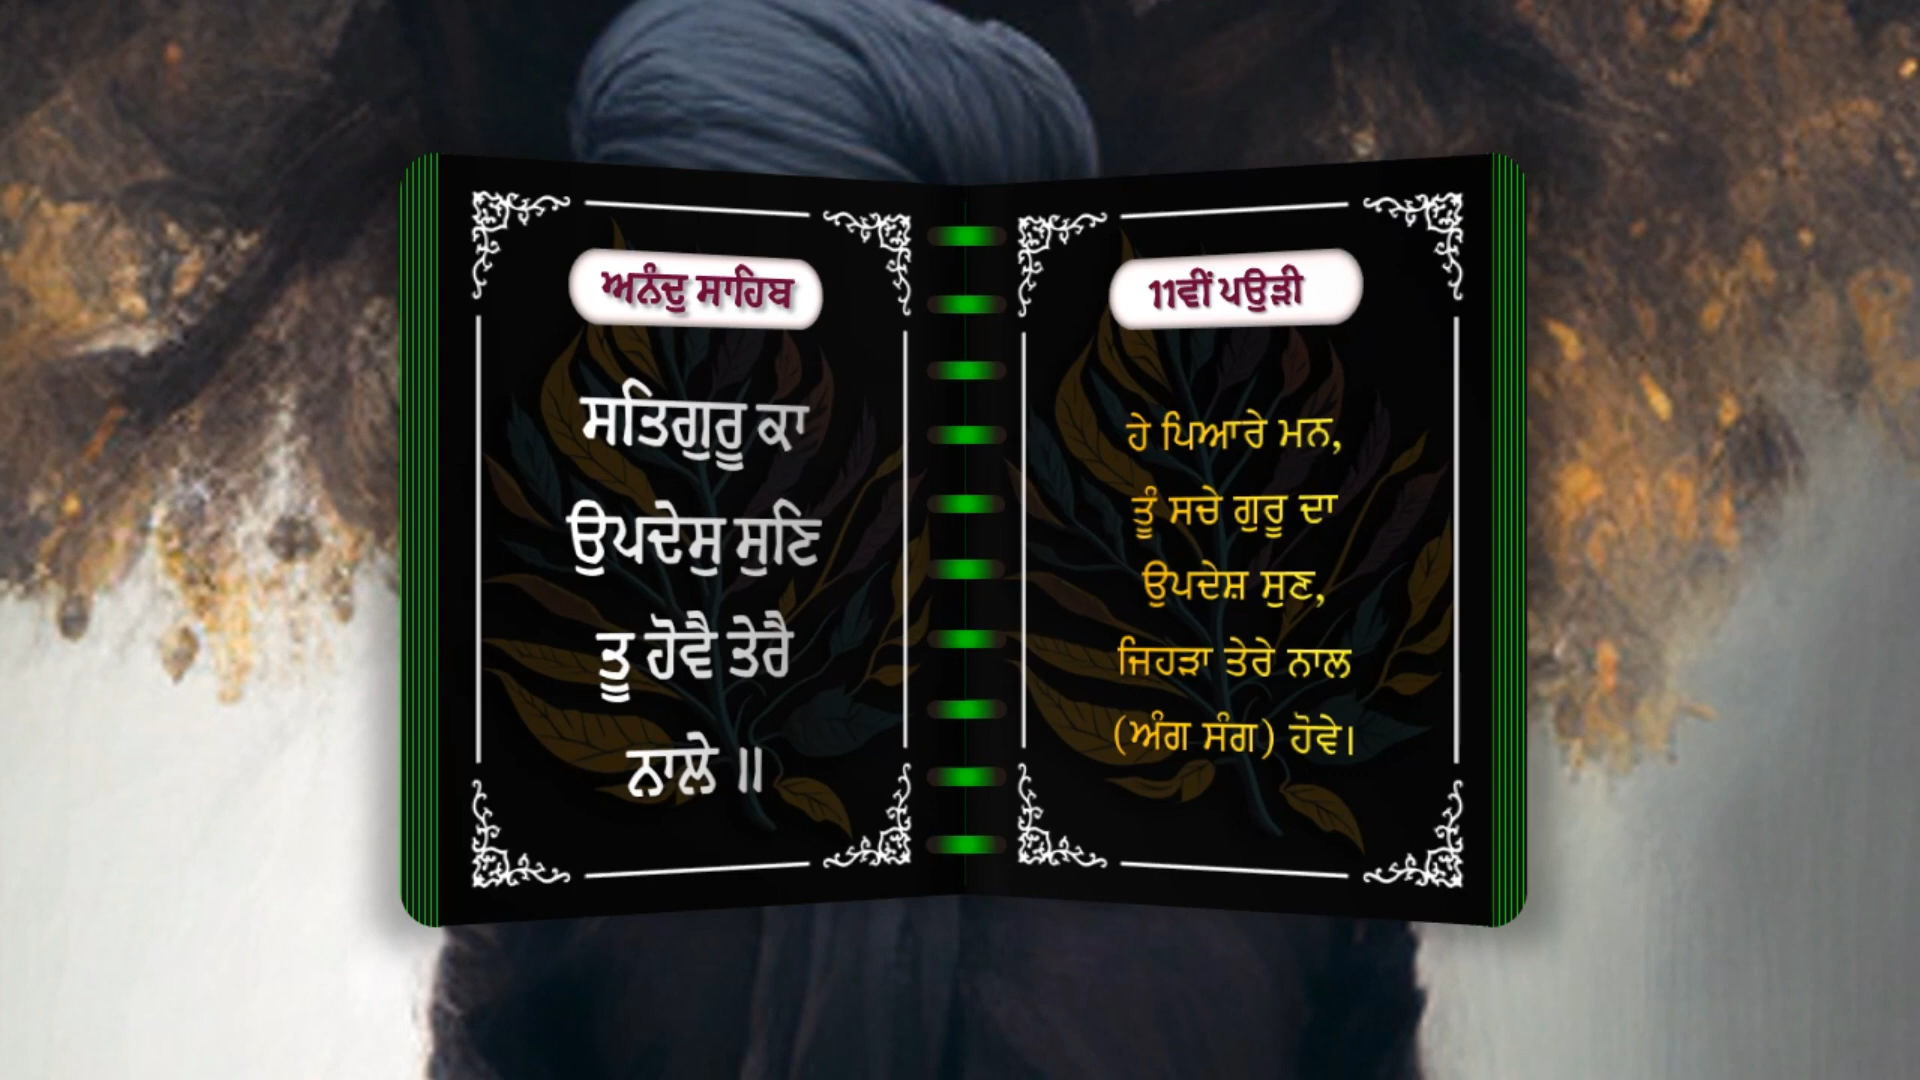 ਅਨੰਦੁ ਸਾਹਿਬ
ਸਤਿਗੁਰੂ ਕਾ
ਉਪਦੇਸੁ ਸੁਣਿ
ਤੂ ਹੋਵੈ ਤੇਰੈ
ਨਾਲੇ ॥
11ਵੀਂ ਪਉੜੀ
ਹੇ ਪਿਆਰੇ ਮਨ,
ਤੂੰ ਸਚੇ ਗੁਰੂ ਦਾ
ਉਪਦੇਸ਼ ਸੁਣ,
ਜਿਹੜਾ ਤੇਰੇ ਨਾਲ
(ਅੰਗ ਸੰਗ) ਹੋਵੇ।